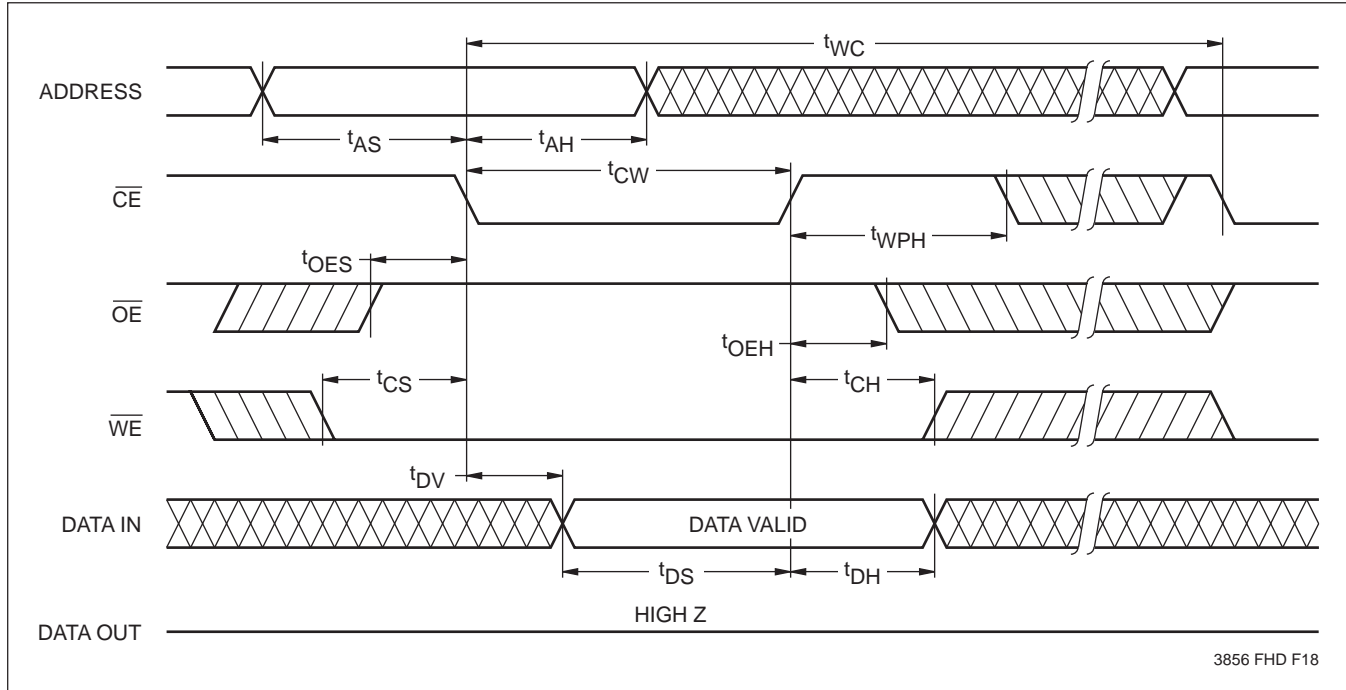 tWC
ADDRESS
tAS
tAH
tCW
CE
tWPH
tOES
OE
tOEH
tCS
tCH
WE
tDV
DATA IN
DATA VALID
tDS
tDH
HIGH Z
DATA OUT
3856 FHD F18